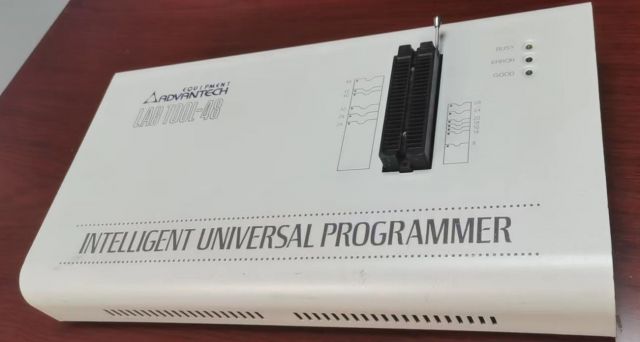 EQUIPMENT
ADVANTECH
LABTOOL-48
BUSY
ERROR
GOOD
INTELLIGENT UNIVERSAL PROGRAMMER